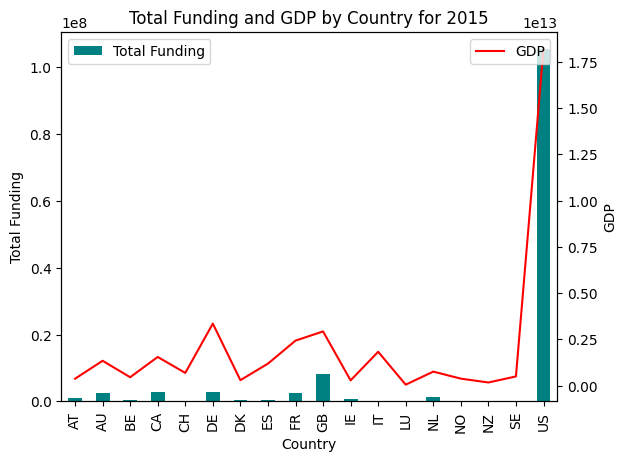 Total Funding and GDP by Country for 2015
1e8
1e13
Total Funding
GDP
1.0
0.8
0.6
0.4
0.2
0.0
Total Funding
1.75
1.50
1.25
1.00
0.75
0.50
0.25
0.00
GDP
AT AU BE CA CH DE DK ES FR GB IE IT LU NL NO NZ SE US
Country